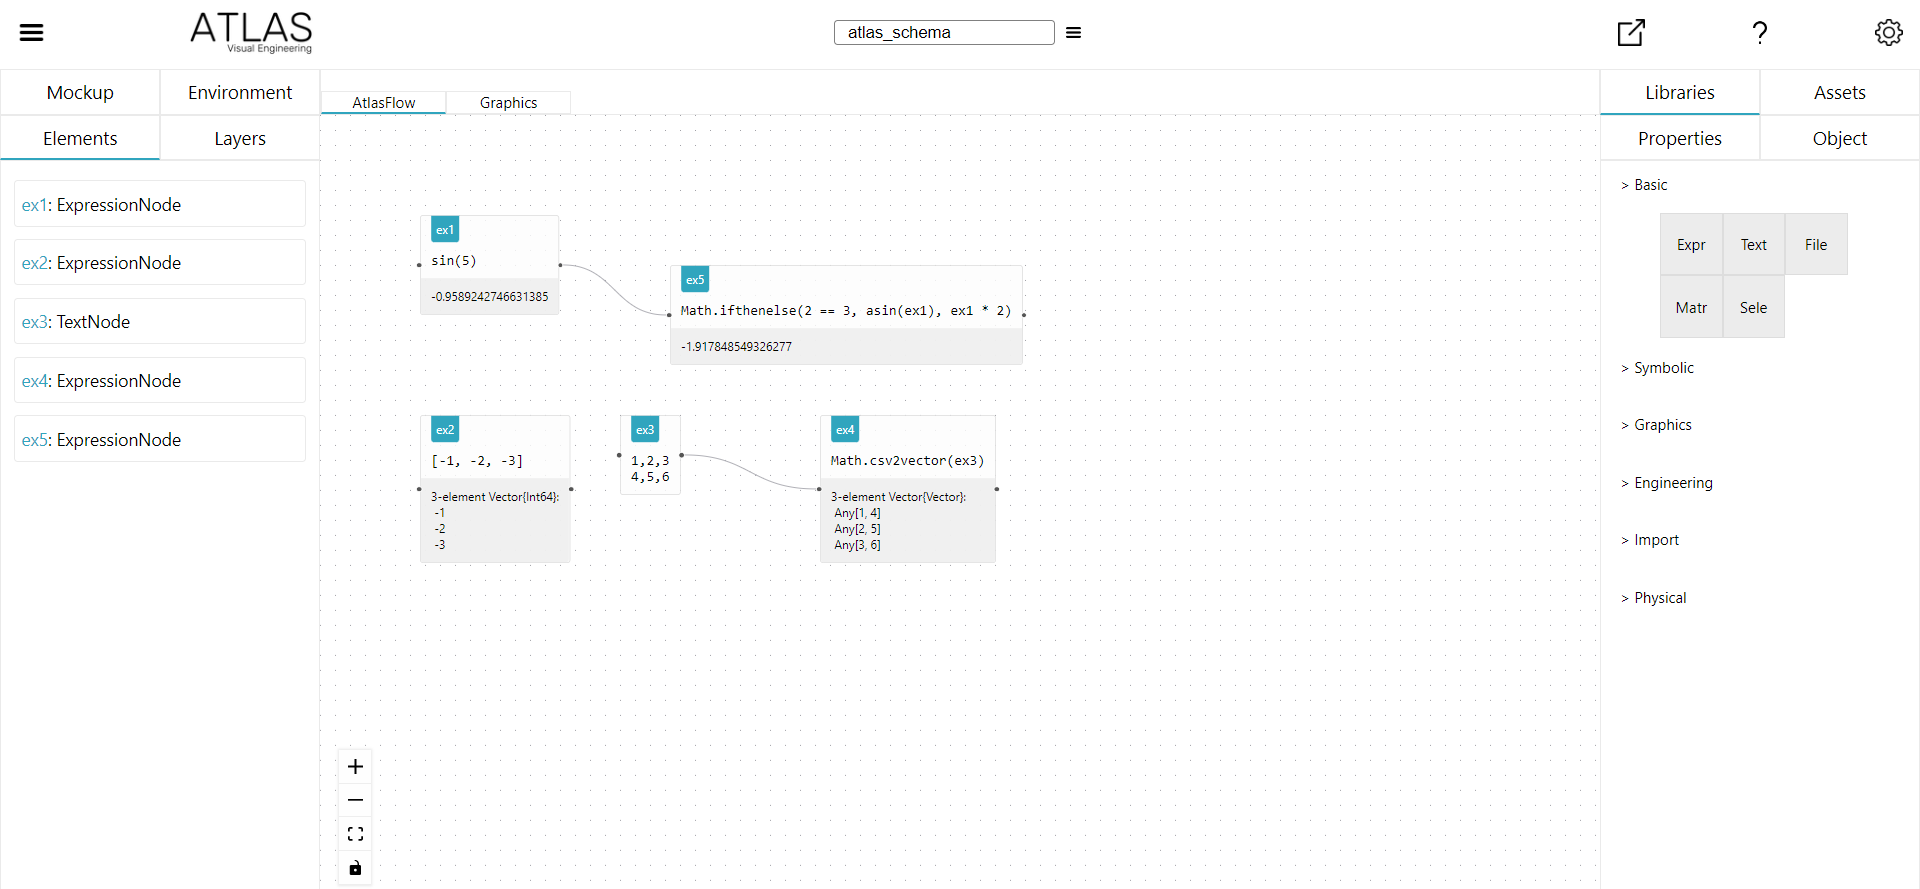 ATLAS
Visual Engineering
atlas_schema
?
Mockup
Environment
Elements
Layers
ex1: ExpressionNode
ex2: ExpressionNode
ex3: TextNode
ex4: ExpressionNode
ex5: ExpressionNode
AtlasFlow
Graphics
ex1
sin(5)
-0.9589242746631385
ex5
Math.ifthenelse(2 == 3, asin(ex1), ex1 * 2)
-1.917848549326277
ex2
[-1, -2, -3]
3-element Vector{Int64}:
-1
-2
-3
ex3
1,2,3
4,5,6
ex4
Math.csv2vector(ex3)
3-element Vector{Vector}:
Any[1, 4]
Any[2, 5]
Any[3, 6]
Libraries
Assets
Properties
Object
> Basic
Expr
Text
File
Matr
Sele
> Symbolic
> Graphics
> Engineering
> Import
> Physical